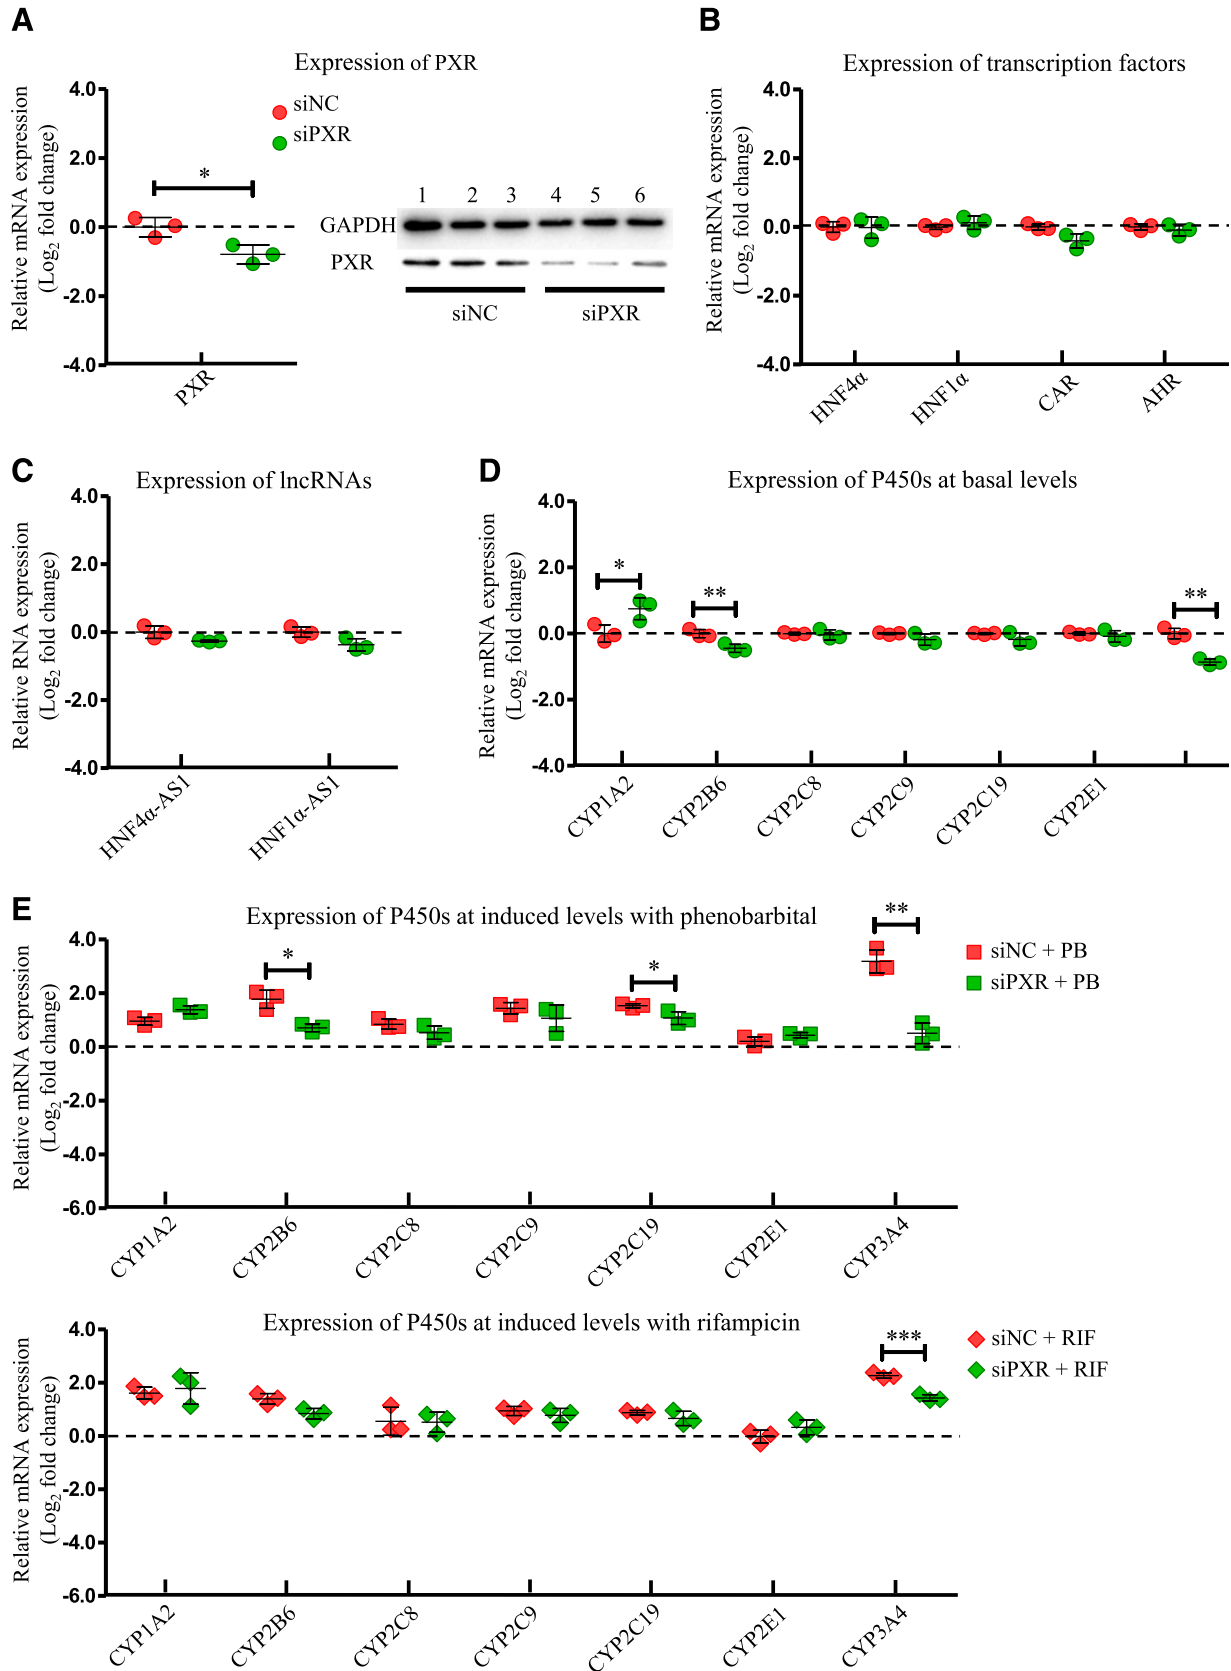 A
Expression of PXR
Relative mRNA expression
(Log2 fold change)
4.0
2.0
0.0
-2.0
-4.0
siNC
siPXR
*
PXR
1 2 3 4 5 6
GAPDH
PXR
siNC siPXR
B
Expression of transcription factors
Relative mRNA expression
(Log2 fold change)
4.0
2.0
0.0
-2.0
-4.0
HNF4α HNF1α CAR AHR
C
Expression of lncRNAs
Relative RNA expression
(Log2 fold change)
4.0
2.0
0.0
-2.0
-4.0
HNF4α-AS1 HNF1α-AS1
D
Expression of P450s at basal levels
Relative mRNA expression
(Log2 fold change)
4.0
2.0
0.0
-2.0
-4.0
* ** **
CYP1A2 CYP2B6 CYP2C8 CYP2C9 CYP2C19 CYP2E1
E
Expression of P450s at induced levels with phenobarbital
Relative mRNA expression
(Log2 fold change)
4.0
2.0
0.0
-2.0
-4.0
-6.0
* * **
siNC + PB
siPXR + PB
CYP1A2 CYP2B6 CYP2C8 CYP2C9 CYP2C19 CYP2E1 CYP3A4
Expression of P450s at induced levels with rifampicin
Relative mRNA expression
(Log2 fold change)
4.0
2.0
0.0
-2.0
-4.0
-6.0
***
siNC + RIF
siPXR + RIF
CYP1A2 CYP2B6 CYP2C8 CYP2C9 CYP2C19 CYP2E1 CYP3A4